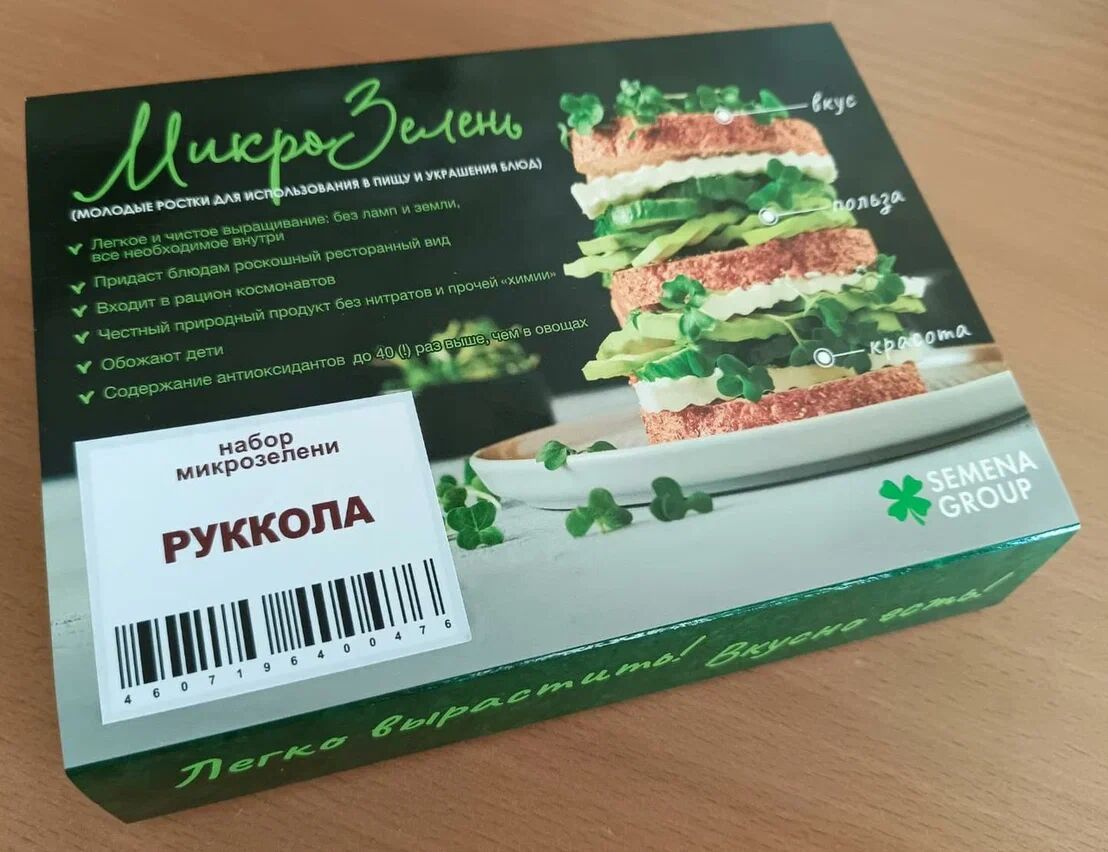 МикроЗелень
(МОЛОДЫЕ РОСТКИ ДЛЯ ИСПОЛЬЗОВАНИЯ В ПИЩУ И УКРАШЕНИЯ БЛЮД)
Легкое и чистое выращивание: без ламп и земли,
все необходимое внутри
Придаст блюдам роскошный ресторанный вид
Входит в рацион космонавтов
Честный природный продукт без нитратов и прочей «химии»
Обожают дети
Содержание антиоксидантов до 40 (!) раз выше, чем в овощах
вкус
польза
красота
набор
микрозелени
РУККОЛА
4607196400476
SEMENA
GROUP
Легко вырастить! Вкусно есть!